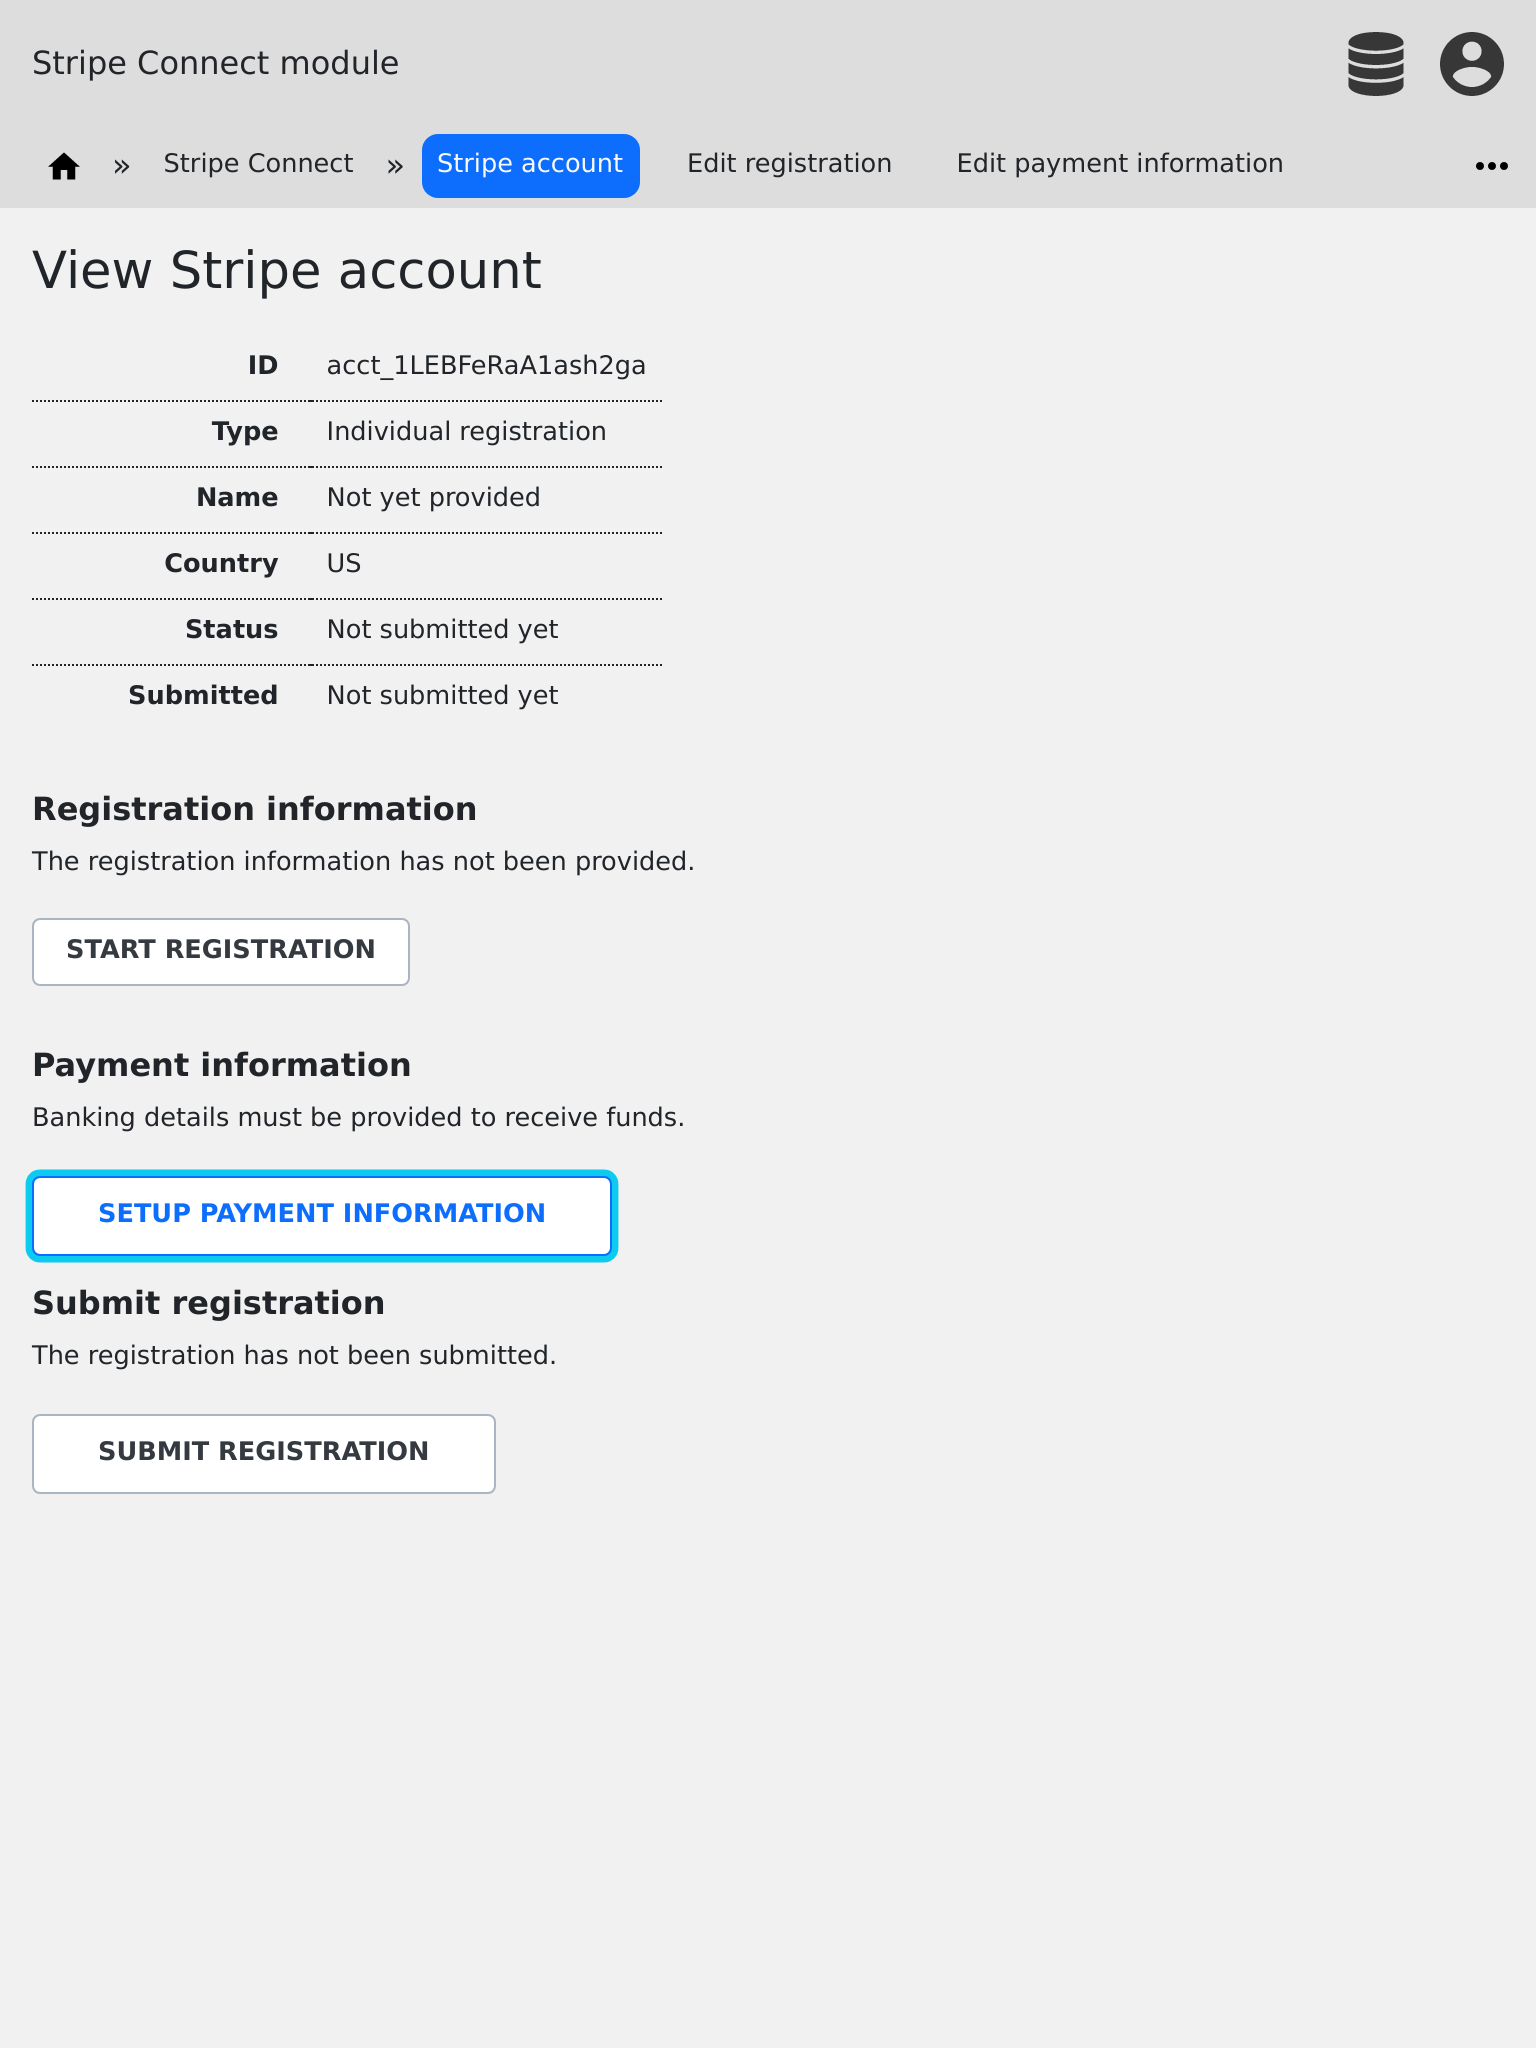 Stripe Connect module
» Stripe Connect » Stripe account Edit registration Edit payment information •••
View Stripe account
ID acct_1LEBFeRaA1ash2ga
Type Individual registration
Name Not yet provided
Country US
Status Not submitted yet
Submitted Not submitted yet
Registration information
The registration information has not been provided.
START REGISTRATION
Payment information
Banking details must be provided to receive funds.
SETUP PAYMENT INFORMATION
Submit registration
The registration has not been submitted.
SUBMIT REGISTRATION